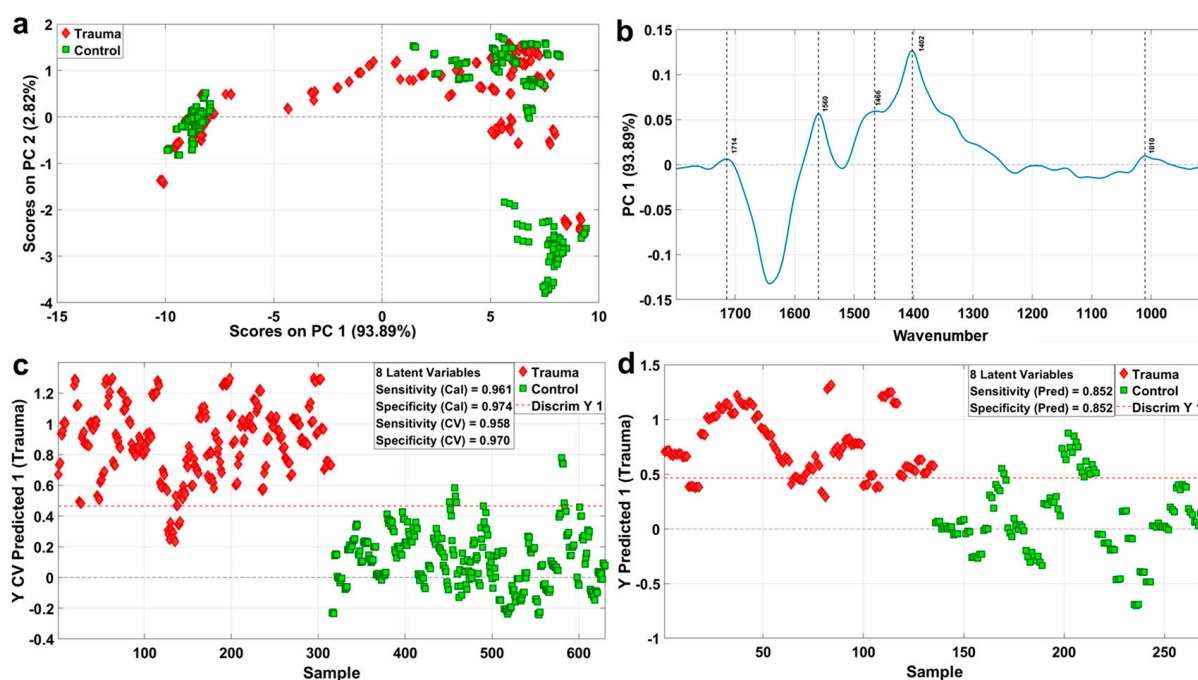 a
Trauma
Control
Scores on PC 2 (2.82%)
2
1
0
-1
-2
-3
-4
-15
-10
-5
0
5
10
Scores on PC 1 (93.89%)
b
PC 1 (93.89%)
0.15
0.1
0.05
0
-0.05
-0.1
-0.15
1714
1560
1466
1402
1010
1700
1600
1500
1400
1300
1200
1100
1000
Wavenumber
c
Y CV Predicted 1 (Trauma)
1.2
1
0.8
0.6
0.4
0.2
0
-0.2
-0.4
8 Latent Variables
Sensitivity (Cal) = 0.961
Specificity (Cal) = 0.974
Sensitivity (CV) = 0.958
Specificity (CV) = 0.970
Trauma
Control
Discrim Y 1
100
200
300
400
500
600
Sample
d
Y Predicted 1 (Trauma)
1.5
1
0.5
0
-0.5
-1
8 Latent Variables
Sensitivity (Pred) = 0.852
Specificity (Pred) = 0.852
Trauma
Control
Discrim Y 1
50
100
150
200
250
Sample